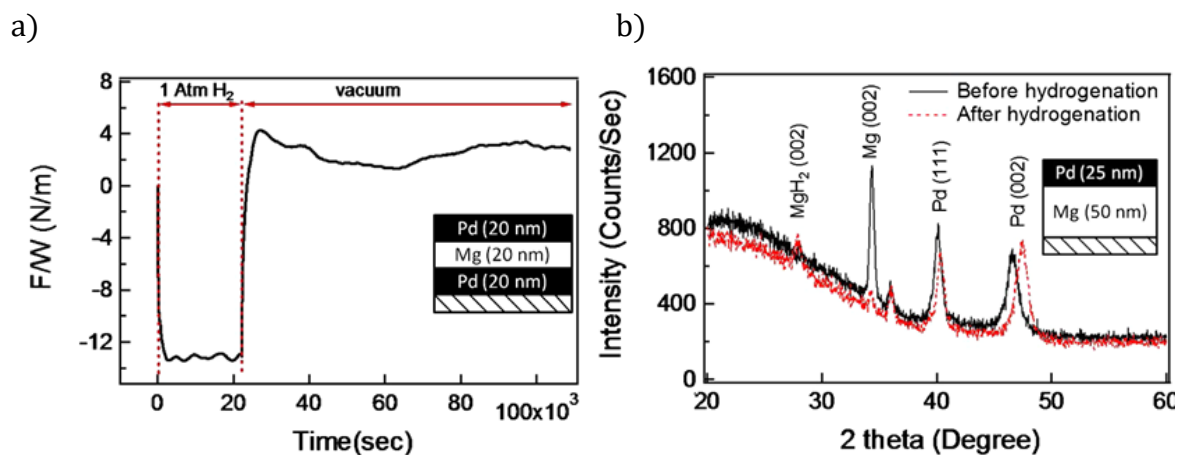 a)
b)
1 Atm H₂
vacuum
8
4
0
-4
-8
-12
F/W (N/m)
Pd (20 nm)
Mg (20 nm)
Pd (20 nm)
0 20 40 60 80 100x10³
Time(sec)
1600
1200
800
400
0
Intensity (Counts/Sec)
Before hydrogenation
After hydrogenation
MgH₂ (002)
Mg (002)
Pd (111)
Pd (002)
Pd (25 nm)
Mg (50 nm)
20 30 40 50 60
2 theta (Degree)